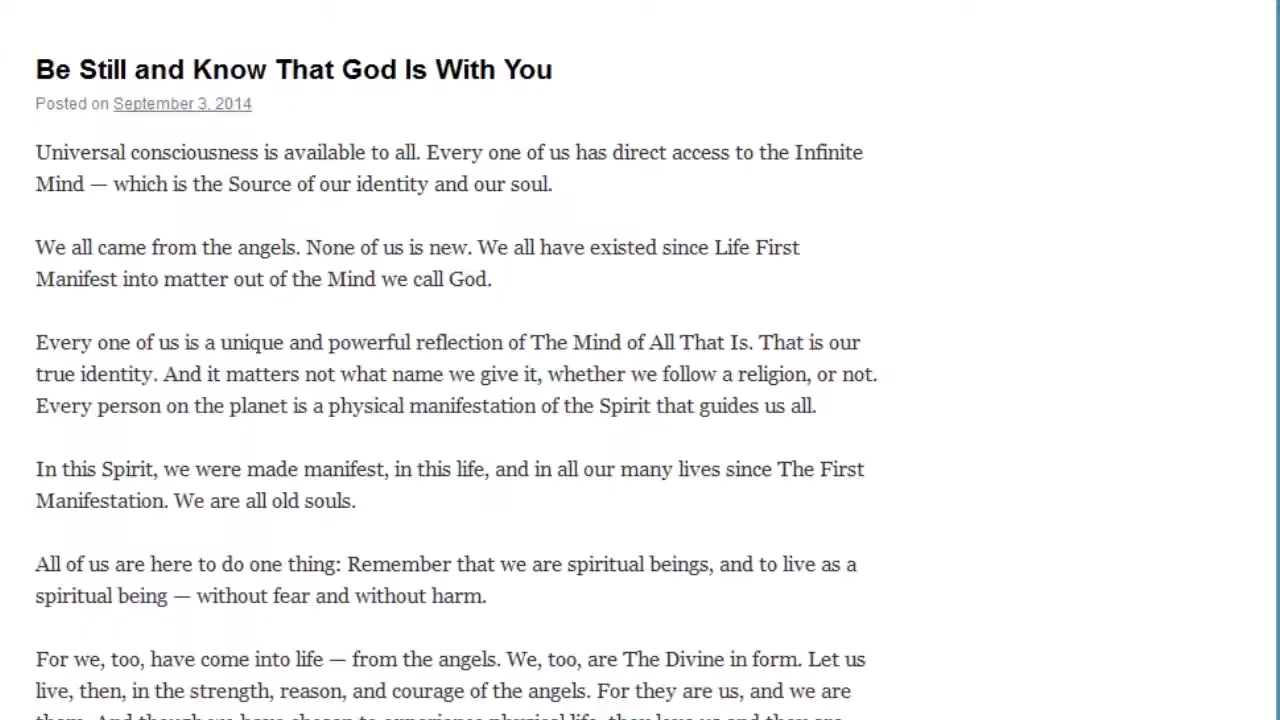 Be Still and Know That God Is With You
Posted on September 3, 2014
Universal consciousness is available to all. Every one of us has direct access to the Infinite
Mind — which is the Source of our identity and our soul.
We all came from the angels. None of us is new. We all have existed since Life First
Manifest into matter out of the Mind we call God.
Every one of us is a unique and powerful reflection of The Mind of All That Is. That is our
true identity. And it matters not what name we give it, whether we follow a religion, or not.
Every person on the planet is a physical manifestation of the Spirit that guides us all.
In this Spirit, we were made manifest, in this life, and in all our many lives since The First
Manifestation. We are all old souls.
All of us are here to do one thing: Remember that we are spiritual beings, and to live as a
spiritual being — without fear and without harm.
For we, too, have come into life — from the angels. We, too, are The Divine in form. Let us
live, then, in the strength, reason, and courage of the angels. For they are us, and we are